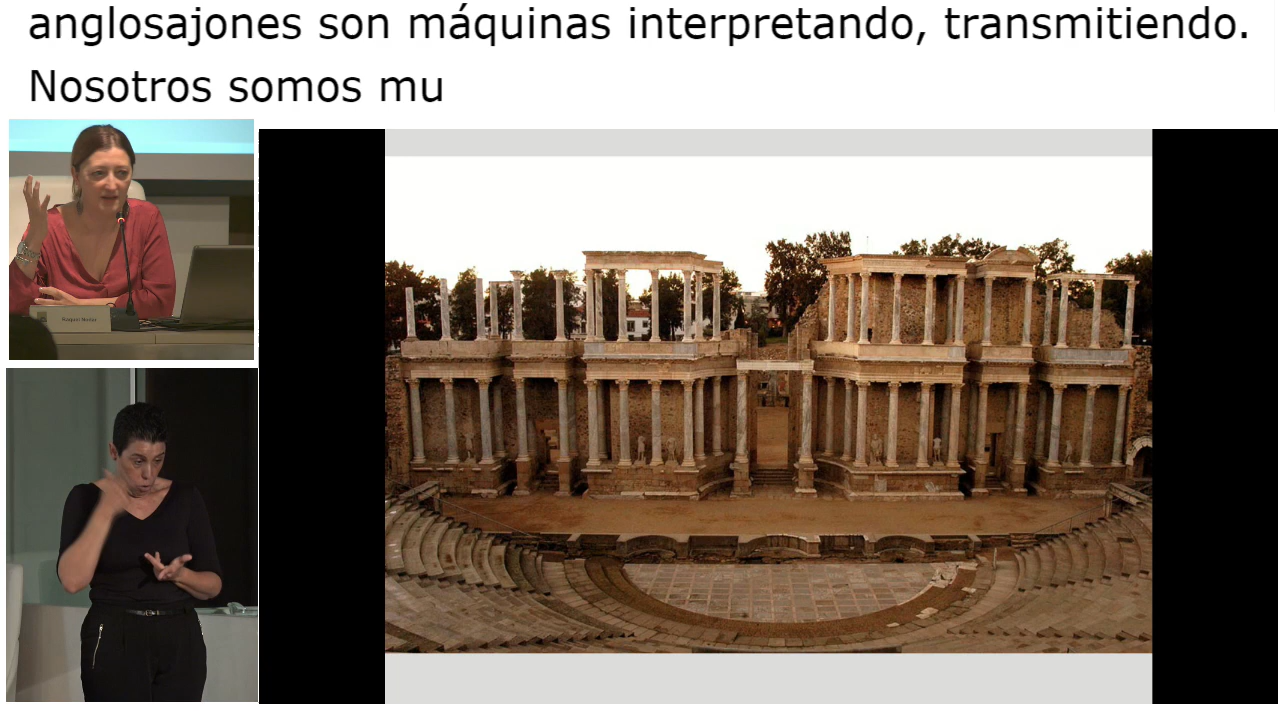 anglosajones son máquinas interpretando, transmitiendo.
Nosotros somos mu